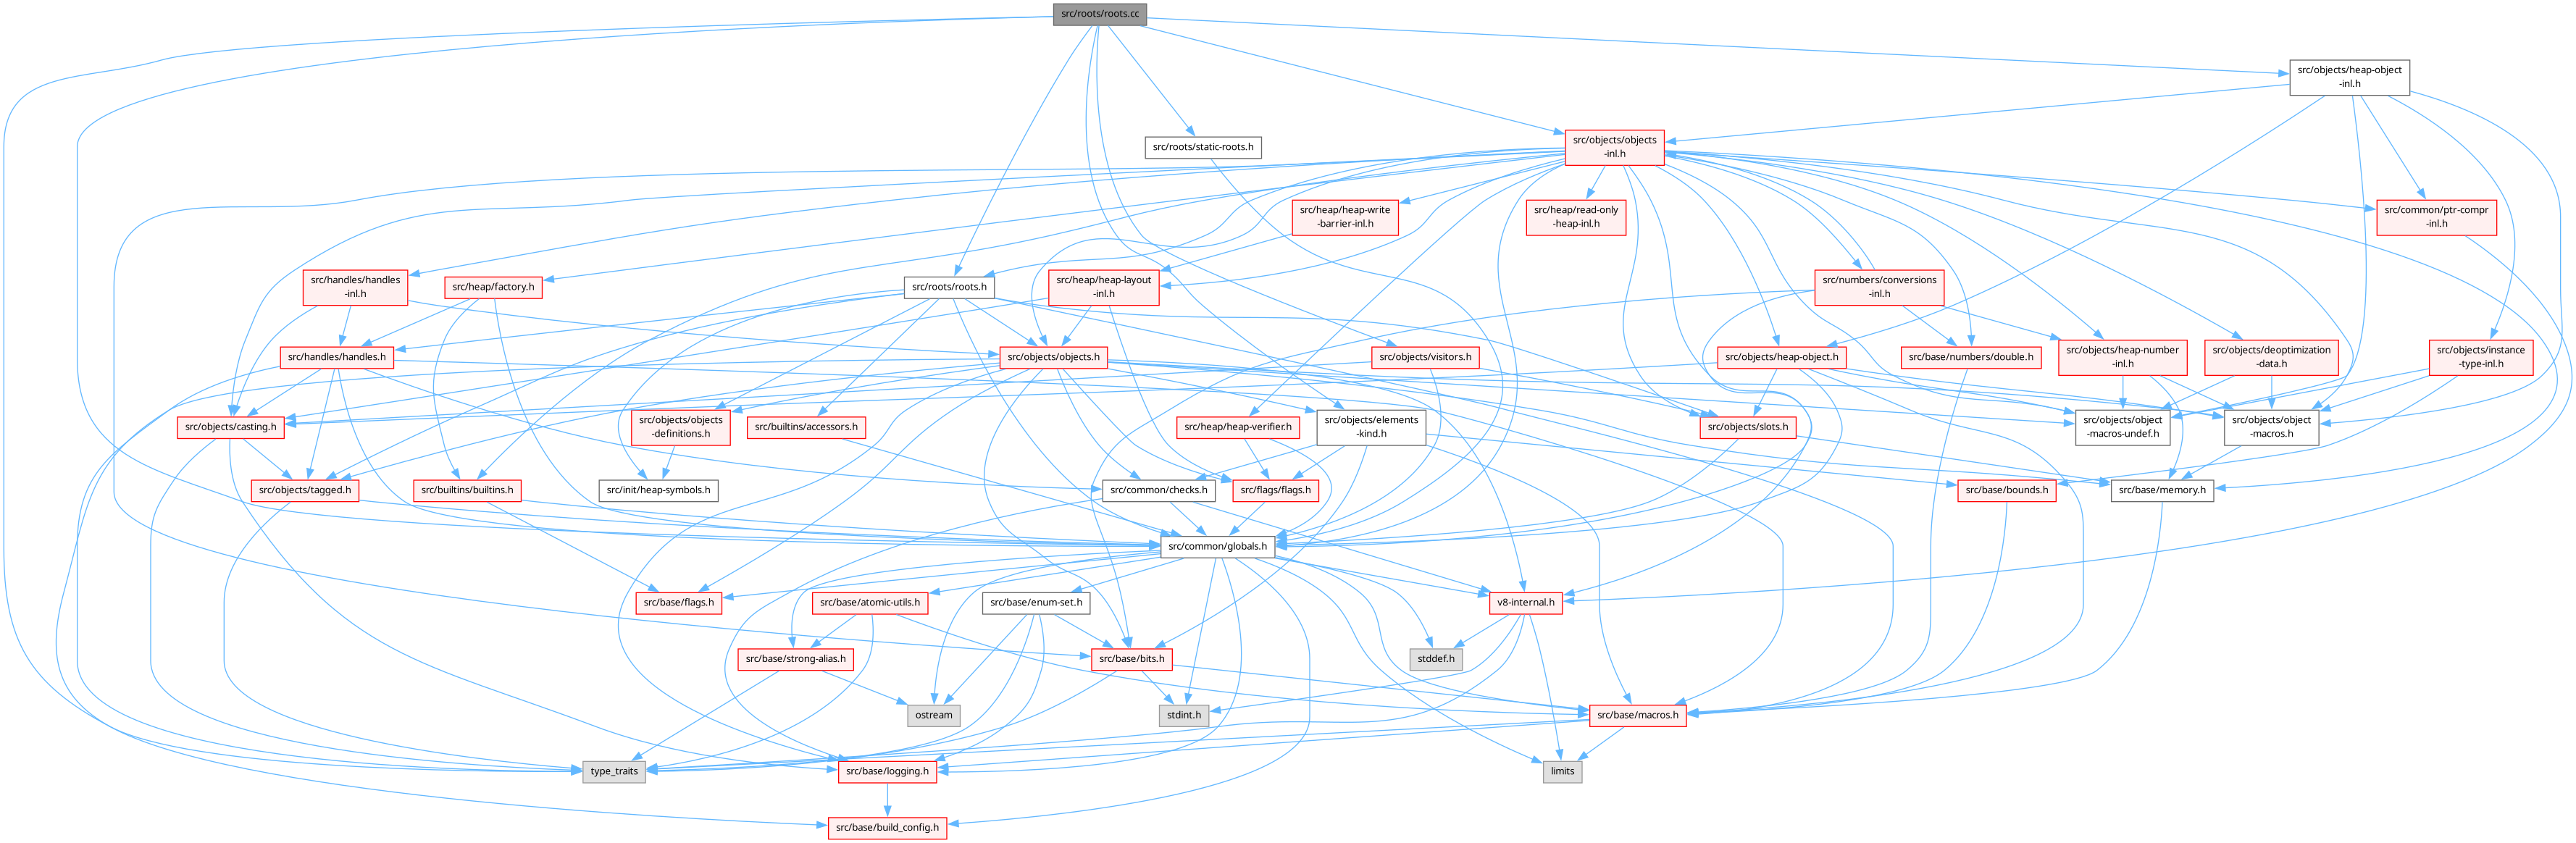 src/roots/roots.cc
src/objects/heap-object
-inl.h
src/roots/static-roots.h
src/objects/objects
-inl.h
src/heap/heap-write
-barrier-inl.h
src/heap/read-only
-heap-inl.h
src/common/ptr-compr
-inl.h
src/handles/handles
-inl.h
src/heap/factory.h
src/roots/roots.h
src/heap/heap-layout
-inl.h
src/numbers/conversions
-inl.h
src/handles/handles.h
src/objects/objects.h
src/objects/visitors.h
src/objects/heap-object.h
src/base/numbers/double.h
src/objects/heap-number
-inl.h
src/objects/deoptimization
-data.h
src/objects/instance
-type-inl.h
src/objects/casting.h
src/objects/objects
-definitions.h
src/builtins/accessors.h
src/heap/heap-verifier.h
src/objects/elements
-kind.h
src/objects/slots.h
src/objects/object
-macros-undef.h
src/objects/object
-macros.h
src/objects/tagged.h
src/builtins/builtins.h
src/init/heap-symbols.h
src/common/checks.h
src/flags/flags.h
src/base/bounds.h
src/base/memory.h
src/common/globals.h
src/base/flags.h
src/base/atomic-utils.h
src/base/enum-set.h
v8-internal.h
src/base/strong-alias.h
src/base/bits.h
stddef.h
ostream
stdint.h
src/base/macros.h
type_traits
src/base/logging.h
limits
src/base/build_config.h